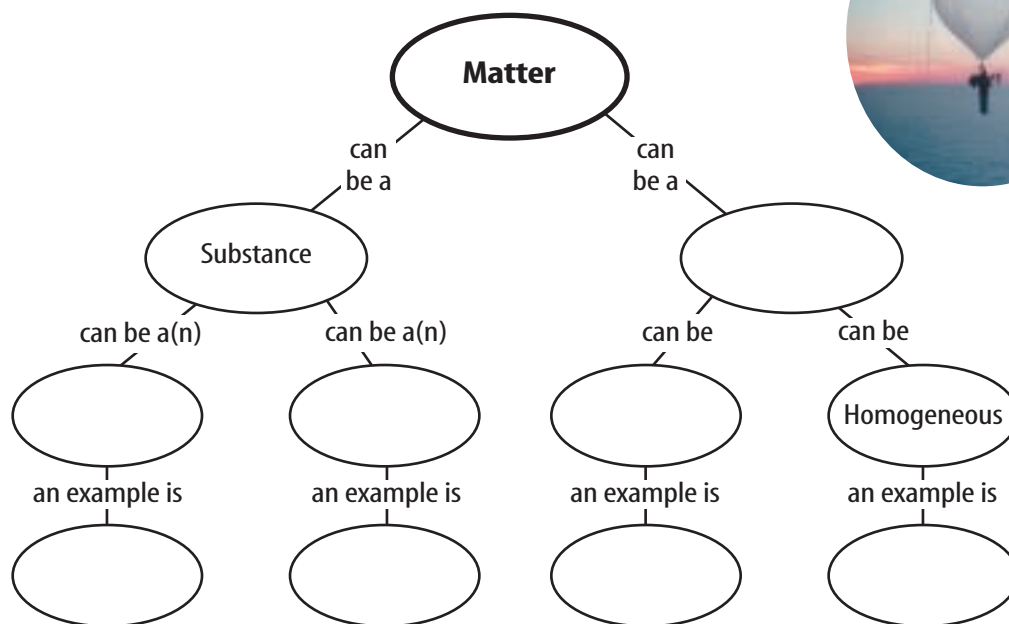 Matter
can
be a
can
be a
Substance
can be a(n)
can be a(n)
can be
can be
Homogeneous
an example is
an example is
an example is
an example is